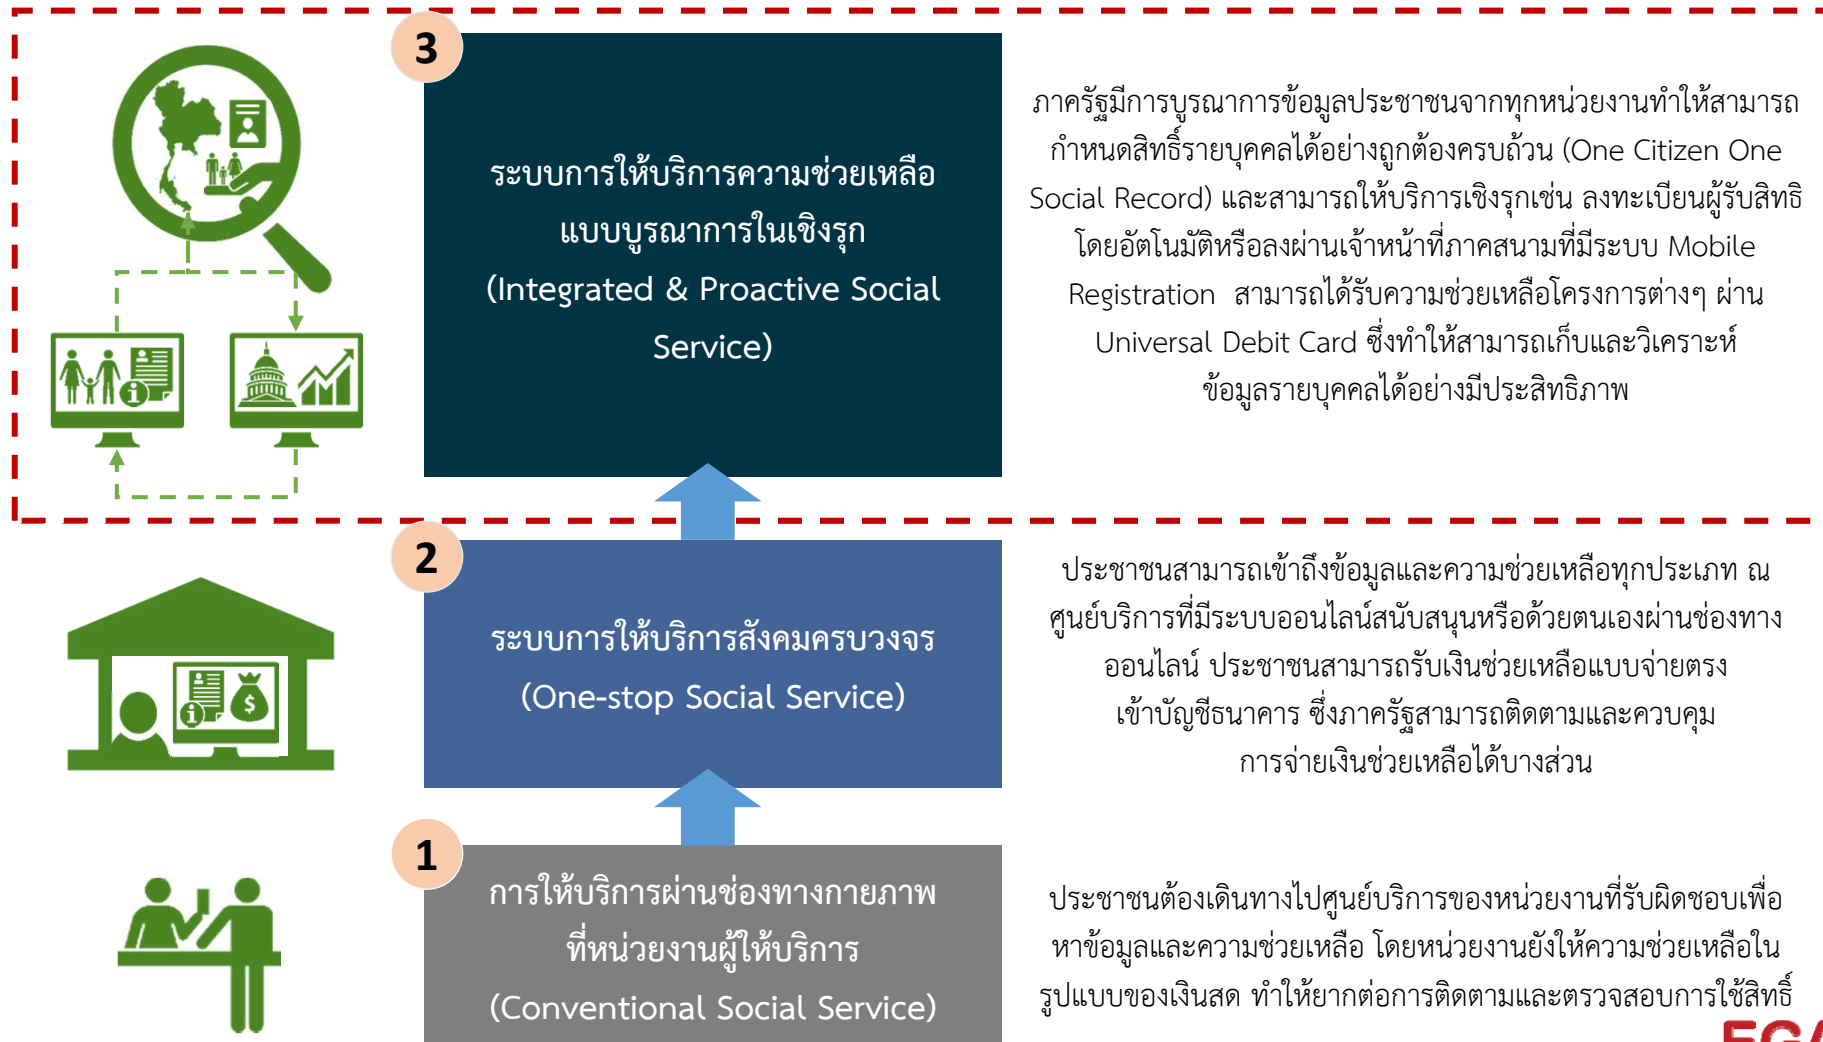 3
ระบบการให้บริการความช่วยเหลือ
แบบบูรณาการในเชิงรุก
(Integrated & Proactive Social
Service)
ภาครัฐมีการบูรณาการข้อมูลประชาชนจากทุกหน่วยงานทำให้สามารถ
กำหนดสิทธิ์รายบุคคลได้อย่างถูกต้องครบถ้วน (One Citizen One
Social Record) และสามารถให้บริการเชิงรุกเช่น ลงทะเบียนผู้รับสิทธิ
โดยอัตโนมัติหรือลงผ่านเจ้าหน้าที่ภาคสนามที่มีระบบ Mobile
Registration สามารถได้รับความช่วยเหลือโครงการต่างๆ ผ่าน
Universal Debit Card ซึ่งทำให้สามารถเก็บและวิเคราะห์
ข้อมูลรายบุคคลได้อย่างมีประสิทธิภาพ
2
ระบบการให้บริการสังคมครบวงจร
(One-stop Social Service)
ประชาชนสามารถเข้าถึงข้อมูลและความช่วยเหลือทุกประเภท ณ
ศูนย์บริการที่มีระบบออนไลน์สนับสนุนหรือด้วยตนเองผ่านช่องทาง
ออนไลน์ ประชาชนสามารถรับเงินช่วยเหลือแบบจ่ายตรง
เข้าบัญชีธนาคาร ซึ่งภาครัฐสามารถติดตามและควบคุม
การจ่ายเงินช่วยเหลือได้บางส่วน
1
การให้บริการผ่านช่องทางกายภาพ
ที่หน่วยงานผู้ให้บริการ
(Conventional Social Service)
ประชาชนต้องเดินทางไปศูนย์บริการของหน่วยงานที่รับผิดชอบเพื่อ
หาข้อมูลและความช่วยเหลือ โดยหน่วยงานยังให้ความช่วยเหลือใน
รูปแบบของเงินสด ทำให้ยากต่อการติดตามและตรวจสอบการใช้สิทธิ์